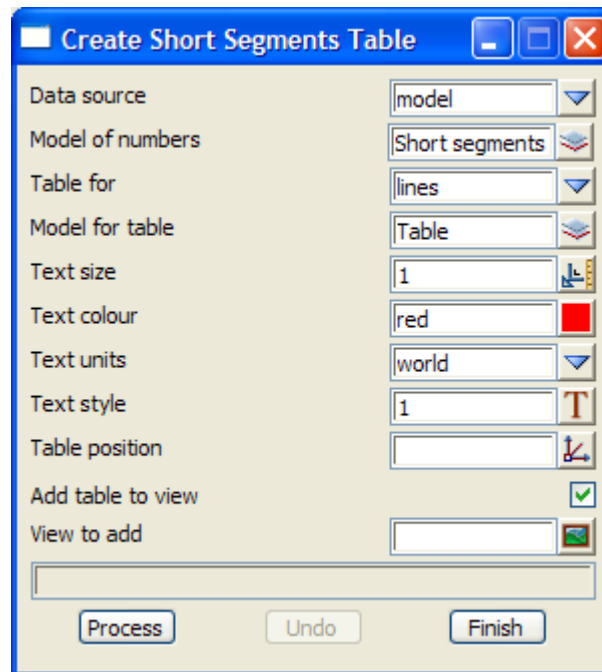 Create Short Segments Table
Data source model
Model of numbers Short segments
Table for lines
Model for table Table
Text size 1
Text colour red
Text units world
Text style 1 T
Table position
Add table to view
View to add
Process Undo Finish